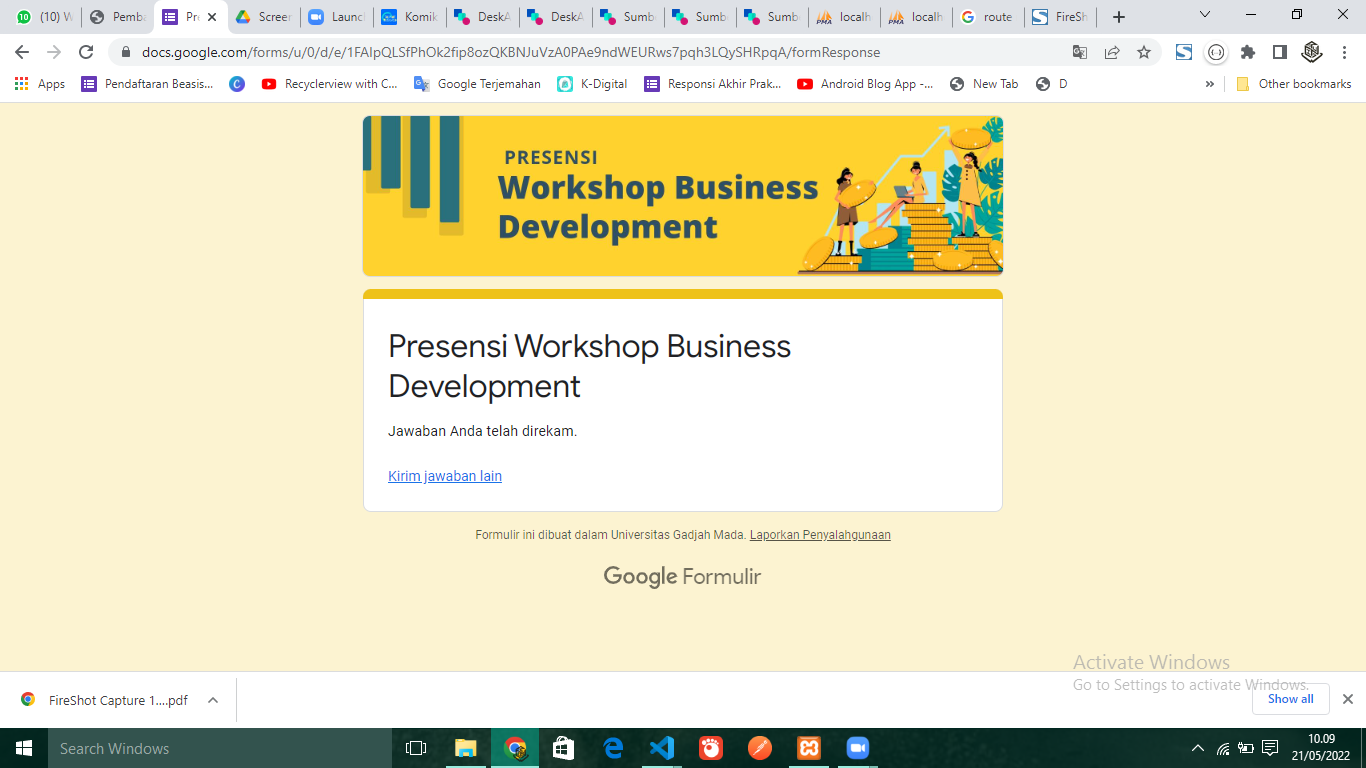 (10) W
Pemba
Pre
Screen
Launc
Komik
DeskA
DeskA
Sumb
Sumb
Sumb
localh
localh
route
FireSh
docs.google.com/forms/u/0/d/e/1FAIpQLSfPhOk2fip8ozQKBNJuVzA0PAe9ndWEURws7pqh3LQySHRpqA/formResponse
Apps
Pendaftaran Beasis...
Recyclerview with C...
Google Terjemahan
K-Digital
Responsi Akhir Prak...
Android Blog App -...
New Tab
D
Other bookmarks
PRESENSI
Workshop Business
Development
Presensi Workshop Business
Development
Jawaban Anda telah direkam.
Kirim jawaban lain
Formulir ini dibuat dalam Universitas Gadjah Mada. Laporkan Penyalahgunaan
Google Formulir
Activate Windows
Go to Settings to activate Windows.
FireShot Capture 1....pdf
Show all
Search Windows
10.09
21/05/2022